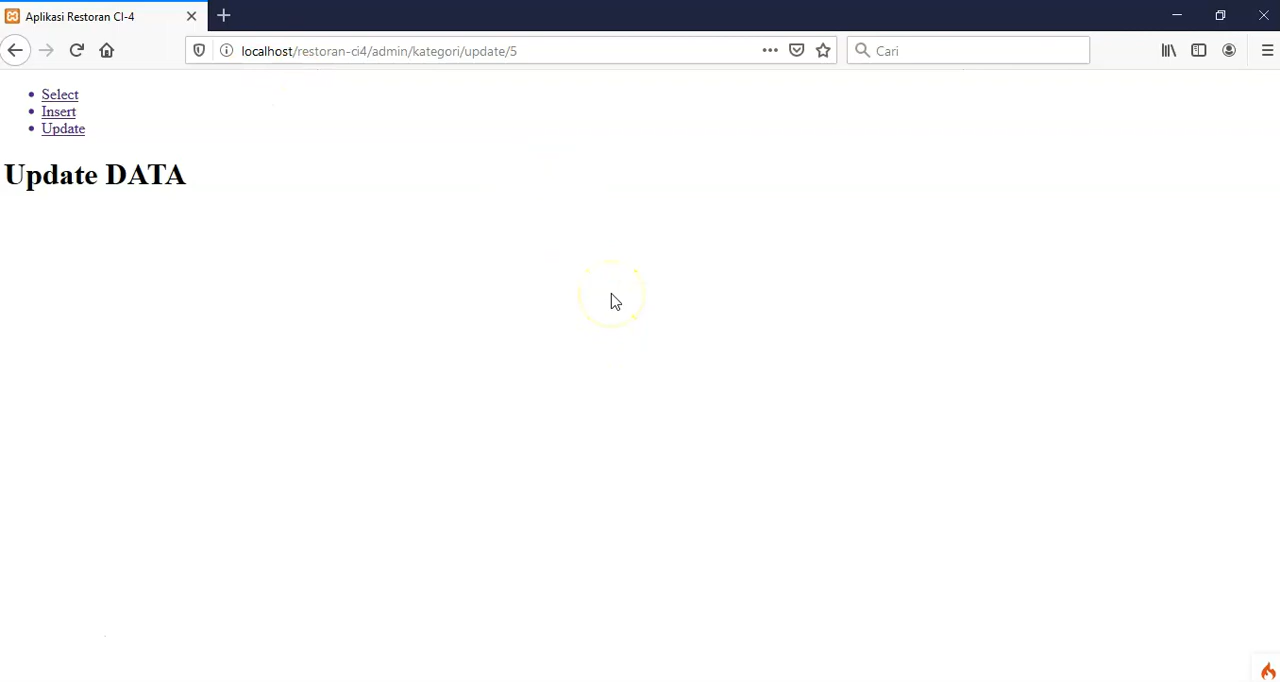 Aplikasi Restoran CI-4
localhost/restoran-ci4/admin/kategori/update/5
Cari
Select
Insert
Update
Update DATA